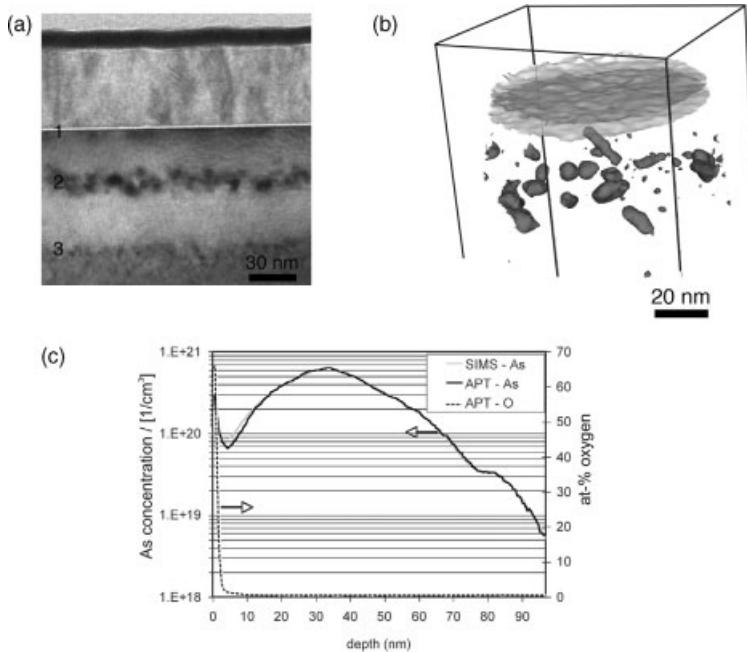 (a)
1
2
3
30 nm
(b)
20 nm
(c)
As concentration / [1/cm³]
1.E+21
1.E+20
1.E+19
1.E+18
SIMS - As
APT - As
APT - O
70
60
50
40
30
20
10
0
at-% oxygen
0 10 20 30 40 50 60 70 80 90
depth (nm)